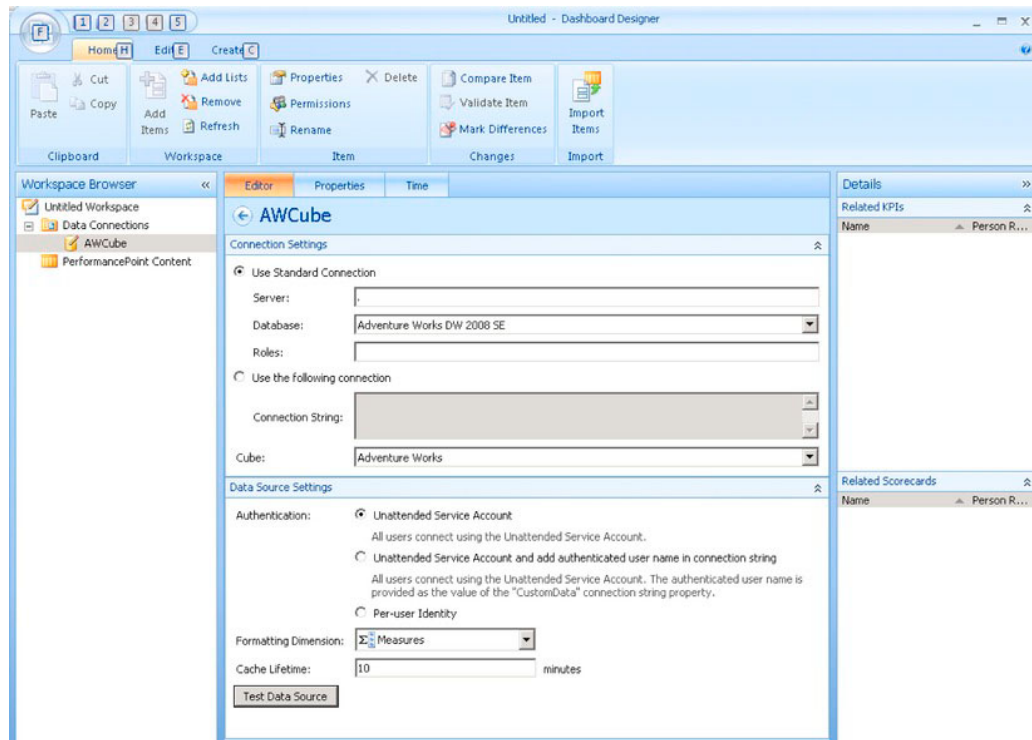 Untitled - Dashboard Designer
F
1 2 3 4 5
Home H Edit E Create C
Paste
Cut
Copy
Clipboard
Add Items
Add Lists
Remove
Refresh
Workspace
Properties
Delete
Permissions
Rename
Item
Compare Item
Validate Item
Mark Differences
Changes
Import Items
Import
Workspace Browser
Untitled Workspace
Data Connections
AWCube
PerformancePoint Content
Editor Properties Time
AWCube
Connection Settings
Use Standard Connection
Server: .
Database: Adventure Works DW 2008 SE
Roles:
Use the following connection
Connection String:
Cube: Adventure Works
Data Source Settings
Authentication: Unattended Service Account
All users connect using the Unattended Service Account.
Unattended Service Account and add authenticated user name in connection string
All users connect using the Unattended Service Account. The authenticated user name is
provided as the value of the "CustomData" connection string property.
Per-user Identity
Formatting Dimension: Σ Measures
Cache Lifetime: 10 minutes
Test Data Source
Details
Related KPIs
Name Person R...
Related Scorecards
Name Person R...